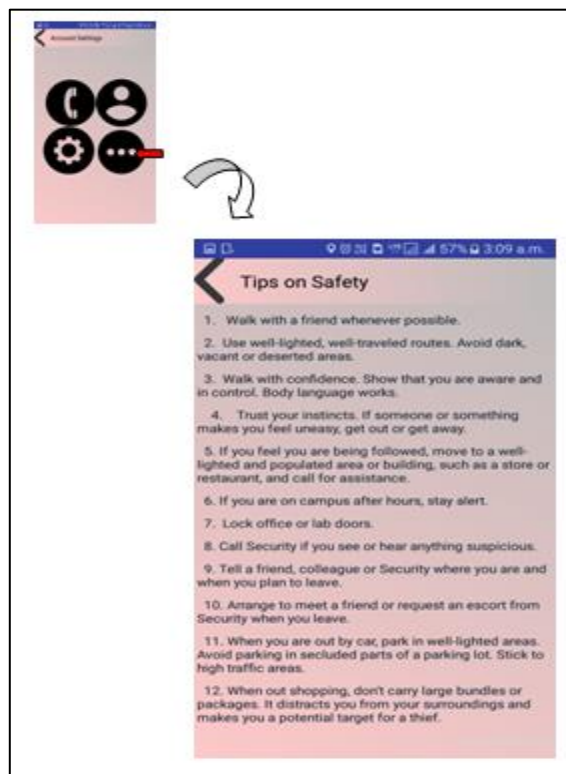 Account Settings
57% 3:09 a.m.
Tips on Safety
1. Walk with a friend whenever possible.
2. Use well-lighted, well-traveled routes. Avoid dark,
vacant or deserted areas.
3. Walk with confidence. Show that you are aware and
in control. Body language works.
4. Trust your instincts. If someone or something
makes you feel uneasy, get out or get away.
5. If you feel you are being followed, move to a well-
lighted and populated area or building, such as a store or
restaurant, and call for assistance.
6. If you are on campus after hours, stay alert.
7. Lock office or lab doors.
8. Call Security if you see or hear anything suspicious.
9. Tell a friend, colleague or Security where you are and
when you plan to leave.
10. Arrange to meet a friend or request an escort from
Security when you leave.
11. When you are out by car, park in well-lighted areas.
Avoid parking in secluded parts of a parking lot. Stick to
high traffic areas.
12. When out shopping, don't carry large bundles or
packages. It distracts you from your surroundings and
makes you a potential target for a thief.